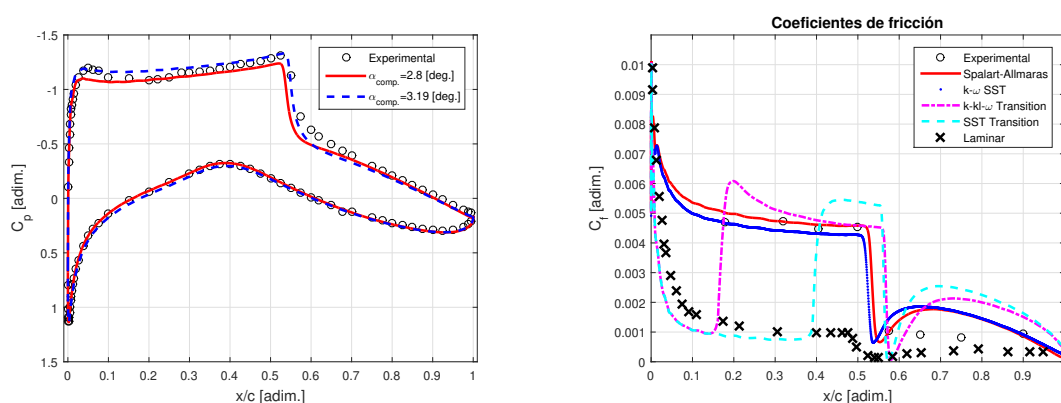 -1.5
-1
-0.5
0
0.5
1
1.5
C_p [adim.]
0 0.1 0.2 0.3 0.4 0.5 0.6 0.7 0.8 0.9 1
x/c [adim.]
Experimental
α_comp.=2.8 [deg.]
α_comp.=3.19 [deg.]
Coeficientes de fricción
0.01
0.009
0.008
0.007
0.006
0.005
0.004
0.003
0.002
0.001
0
C_f [adim.]
0 0.1 0.2 0.3 0.4 0.5 0.6 0.7 0.8 0.9
x/c [adim.]
Experimental
Spalart-Allmaras
k-ω SST
k-kl-ω Transition
SST Transition
Laminar